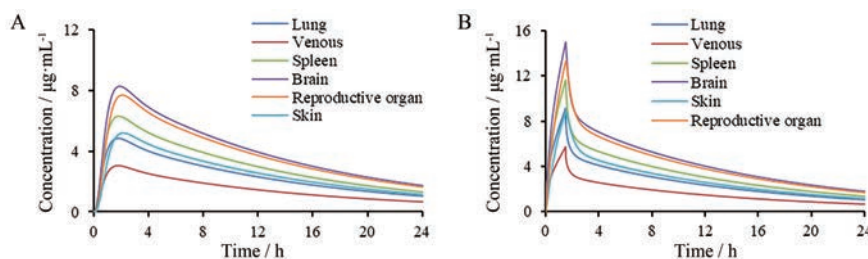 A
Concentration / µg·mL⁻¹
12
8
4
0
Lung
Venous
Spleen
Brain
Reproductive organ
Skin
0 4 8 12 16 20 24
Time / h
B
Concentration / µg·mL⁻¹
16
12
8
4
0
Lung
Venous
Spleen
Brain
Skin
Reproductive organ
0 4 8 12 16 20 24
Time / h